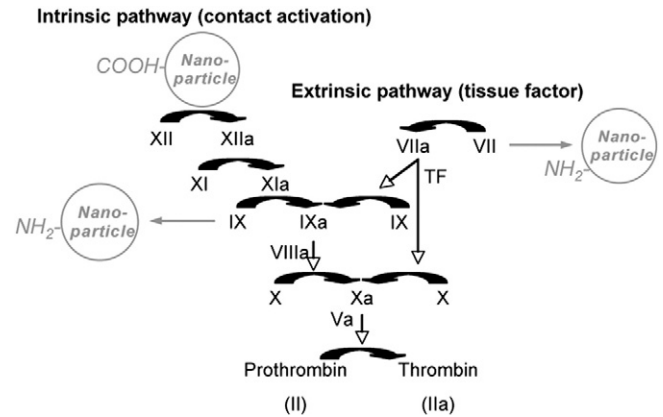 Intrinsic pathway (contact activation)
COOH-
Nano-
particle
Extrinsic pathway (tissue factor)
XII XIIa
VIIa VII
NH2-
Nano-
particle
XI XIa
TF
NH2-
Nano-
particle
IX IXa IX
VIIIa
X Xa X
Va
Prothrombin Thrombin
(II) (IIa)